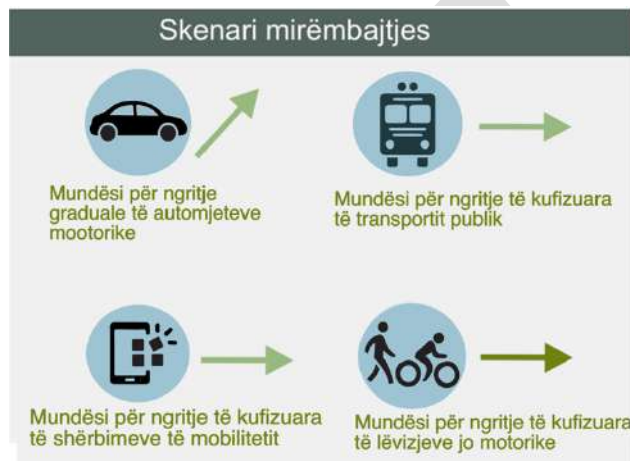 Skenari mirëmbajtjes
Mundësi për ngritje
graduale të automjeteve
mootorike
Mundësi për ngritje të kufizuara
të transportit publik
Mundësi për ngritje të kufizuara
të shërbimeve të mobilitetit
Mundësi për ngritje të kufizuara
të lëvizjeve jo motorike